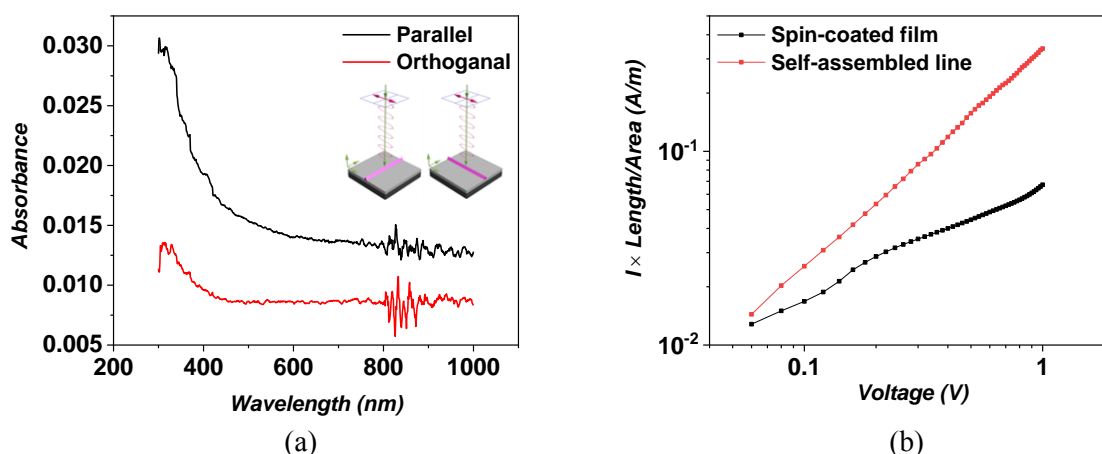 0.030
0.025
0.020
0.015
0.010
0.005
200 400 600 800 1000
Absorbance
Wavelength (nm)
Parallel
Orthoganal
(a)
10⁻¹
10⁻²
0.1 1
I × Length/Area (A/m)
Voltage (V)
Spin-coated film
Self-assembled line
(b)